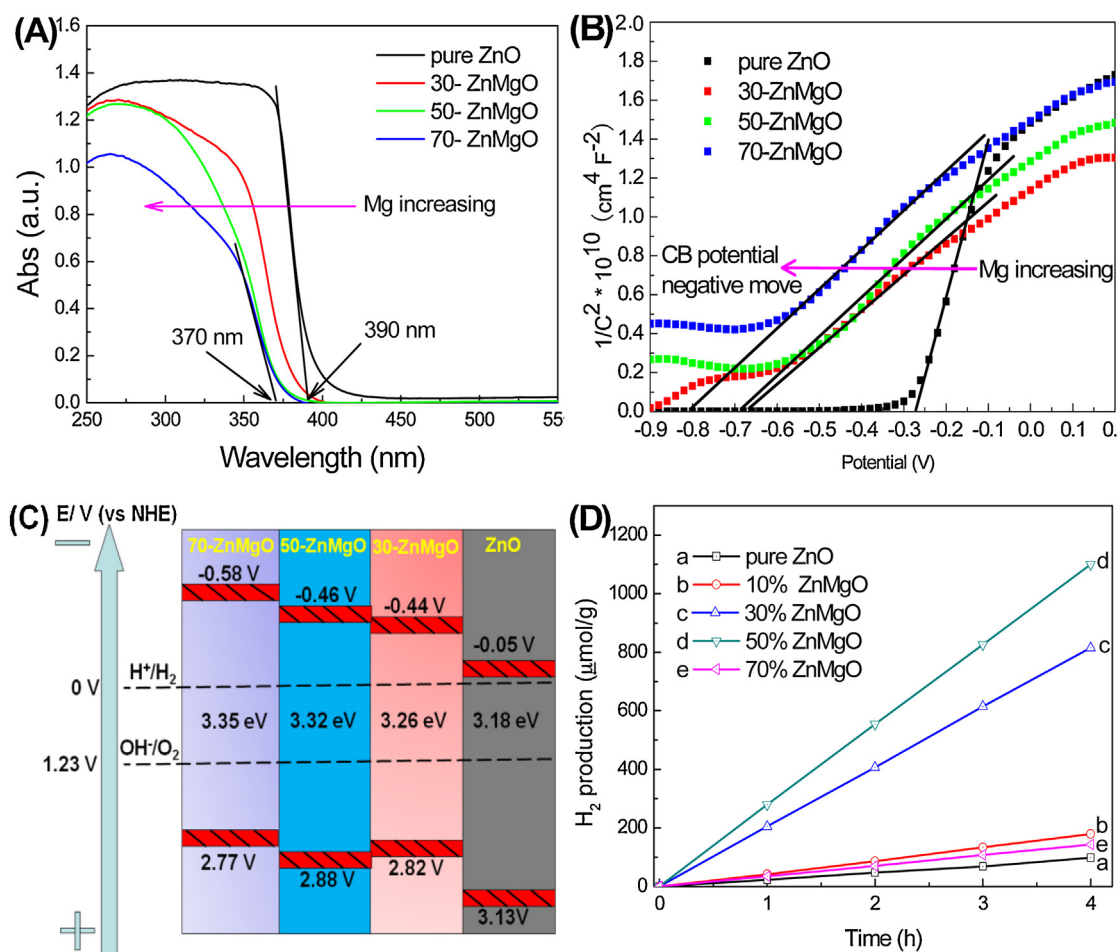 (A)
pure ZnO
30- ZnMgO
50- ZnMgO
70- ZnMgO
Mg increasing
370 nm
390 nm
Abs (a.u.)
1.6
1.4
1.2
1.0
0.8
0.6
0.4
0.2
0.0
250 300 350 400 450 500 55
Wavelength (nm)
(B)
pure ZnO
30-ZnMgO
50-ZnMgO
70-ZnMgO
CB potential
negative move
Mg increasing
1/C² * 10¹⁰ (cm⁴ F⁻²)
2.0
1.8
1.6
1.4
1.2
1.0
0.8
0.6
0.4
0.2
0.0
-0.9 -0.8 -0.7 -0.6 -0.5 -0.4 -0.3 -0.2 -0.1 0.0 0.1 0.
Potential (V)
(C)
E/ V (vs NHE)
70-ZnMgO 50-ZnMgO 30-ZnMgO ZnO
-0.58 V
-0.46 V
-0.44 V
-0.05 V
H⁺/H₂
0 V
3.35 eV 3.32 eV 3.26 eV 3.18 eV
OH⁻/O₂
1.23 V
2.77 V
2.88 V
2.82 V
3.13V
(D)
a pure ZnO
b 10% ZnMgO
c 30% ZnMgO
d 50% ZnMgO
e 70% ZnMgO
d
c
b
e
a
H₂ production (μmol/g)
1200
1000
800
600
400
200
0
0 1 2 3 4
Time (h)